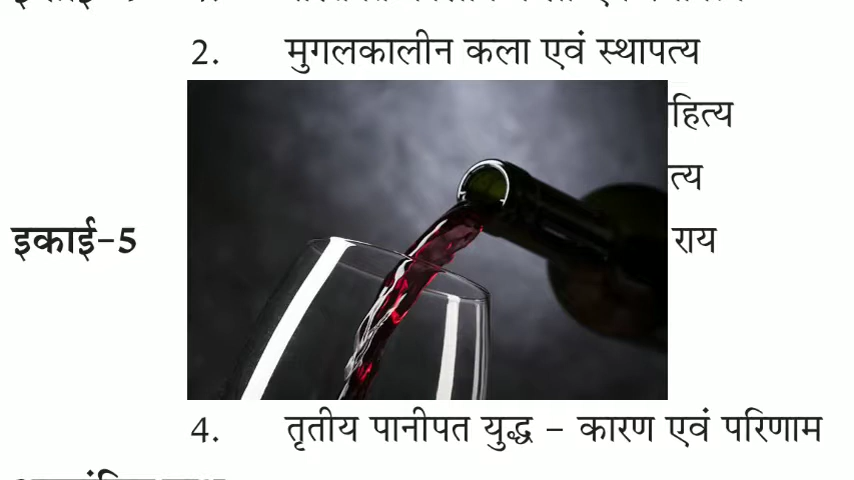 2. मुगलकालीन कला एवं स्थापत्य
हित्य
त्य
इकाई-5 राय
4. तृतीय पानीपत युद्ध - कारण एवं परिणाम